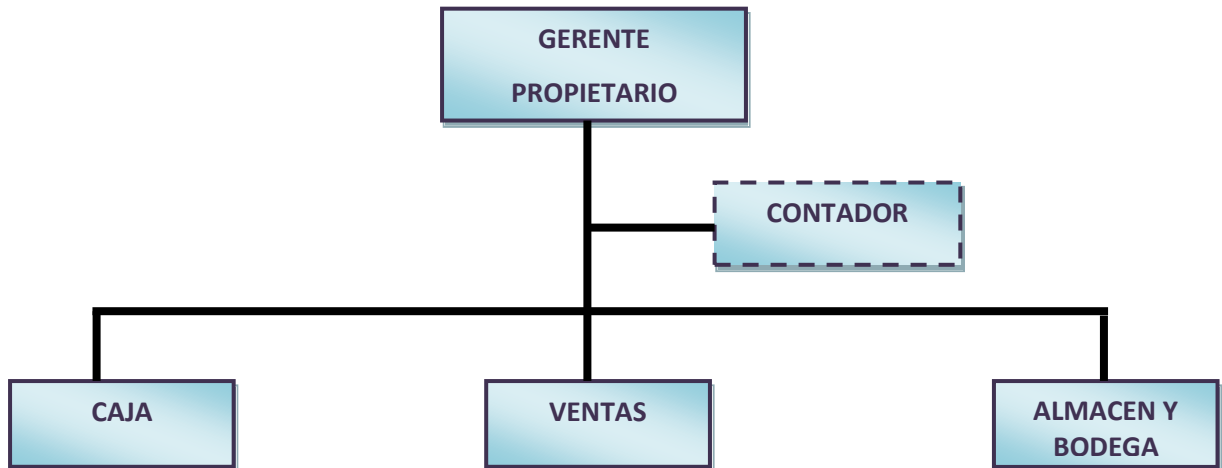 GERENTE
PROPIETARIO
CONTADOR
CAJA
VENTAS
ALMACEN Y
BODEGA